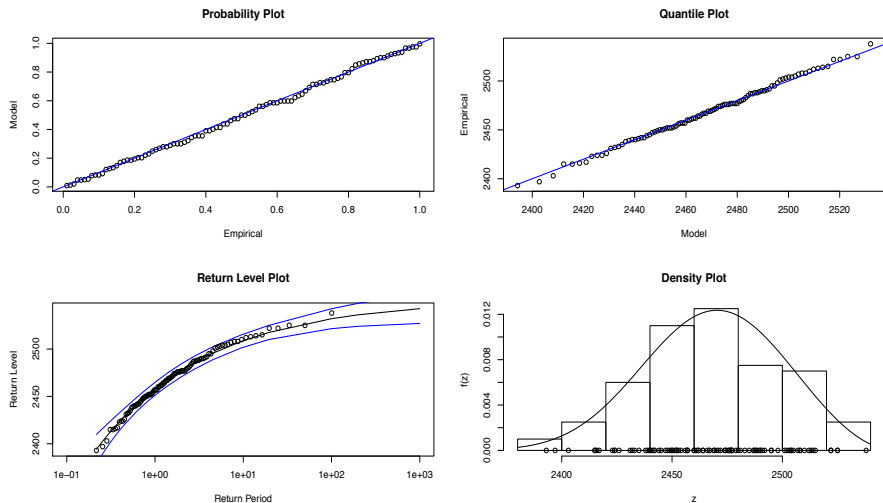 Probability Plot
Model
0.0 0.2 0.4 0.6 0.8 1.0
0.0 0.2 0.4 0.6 0.8 1.0
Empirical
Quantile Plot
Empirical
2400 2450 2500
2400 2420 2440 2460 2480 2500 2520
Model
Return Level Plot
Return Level
2400 2450 2500
1e−01 1e+00 1e+01 1e+02 1e+03
Return Period
Density Plot
f(z)
0.000 0.004 0.008 0.012
2400 2450 2500
z